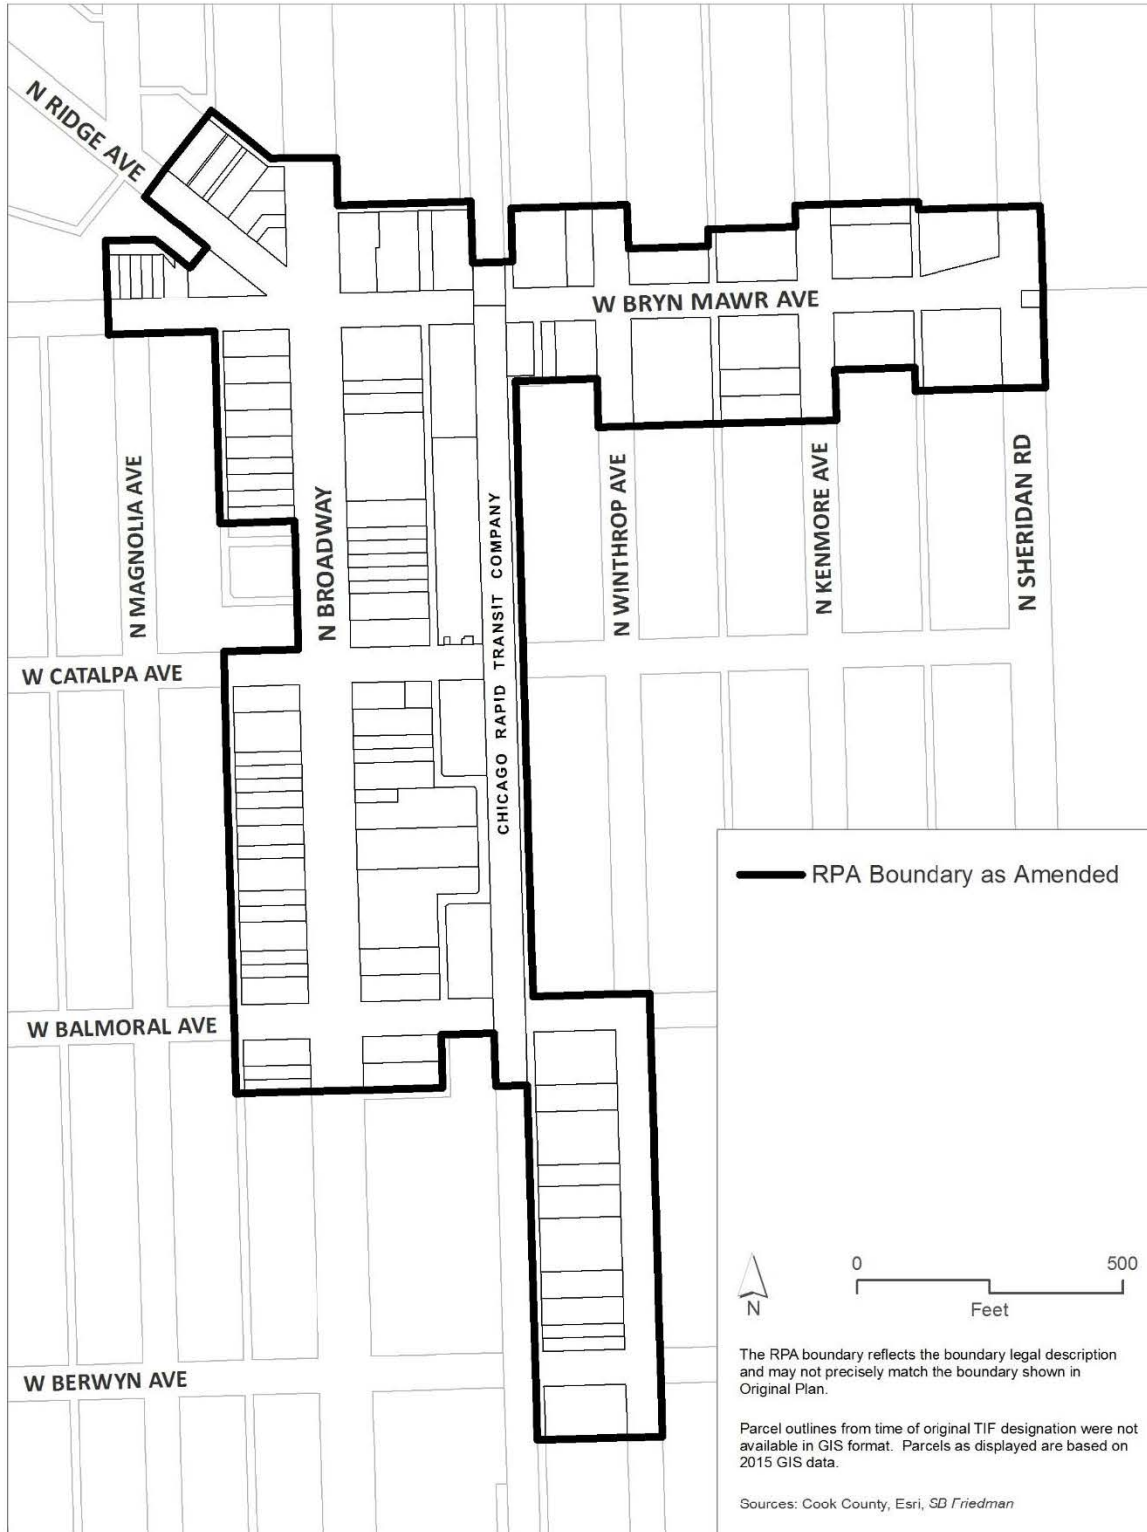 N RIDGE AVE
W BRYN MAWR AVE
N MAGNOLIA AVE
N BROADWAY
CHICAGO RAPID TRANSIT COMPANY
N WINTHROP AVE
N KENMORE AVE
N SHERIDAN RD
W CATALPA AVE
RPA Boundary as Amended
W BALMORAL AVE
0 500
Feet
N
The RPA boundary reflects the boundary legal description
and may not precisely match the boundary shown in
Original Plan.
W BERWYN AVE
Parcel outlines from time of original TIF designation were not
available in GIS format. Parcels as displayed are based on
2015 GIS data.
Sources: Cook County, Esri, SB Friedman